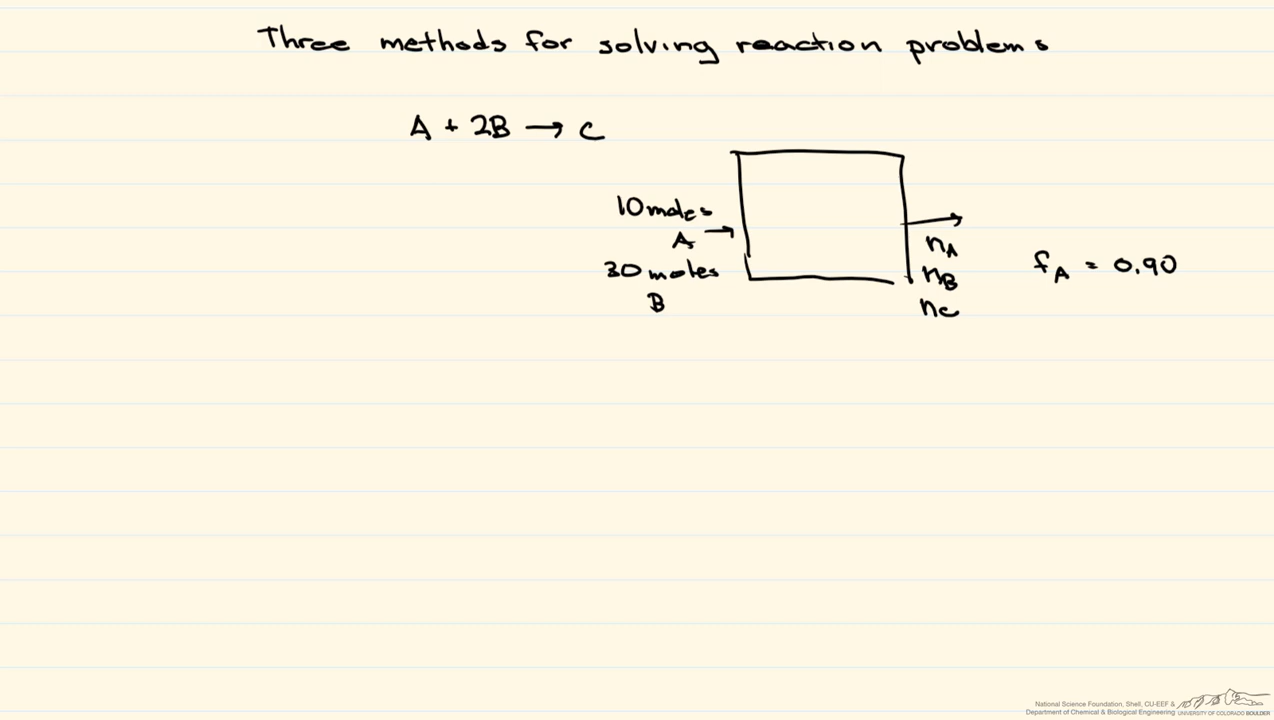 Three methods for solving reaction problems
A + 2B → C
10 moles
A →
30 moles
B
nA
nB
nC
fA = 0.90
National Science Foundation, Shell, CU-EEF &
Department of Chemical & Biological Engineering UNIVERSITY OF COLORADO BOULDER